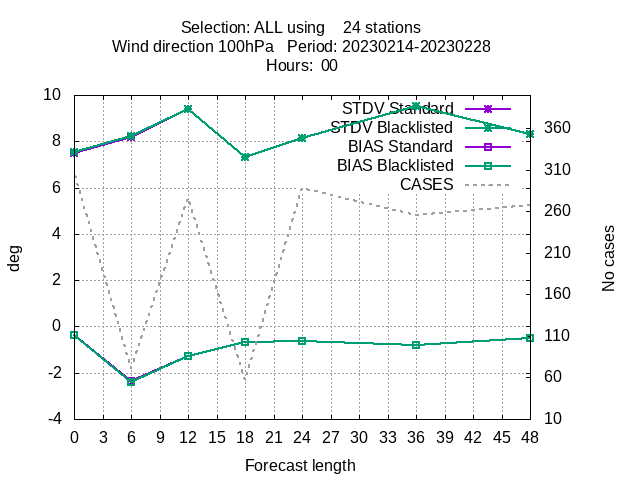 Selection: ALL using    24 stations
Wind direction 100hPa   Period: 20230214-20230228
Hours:  00
STDV Standard
STDV Blacklisted
BIAS Standard
BIAS Blacklisted
CASES
10
8
6
4
2
0
-2
-4
deg
360
310
260
210
160
110
60
10
No cases
0 3 6 9 12 15 18 21 24 27 30 33 36 39 42 45 48
Forecast length